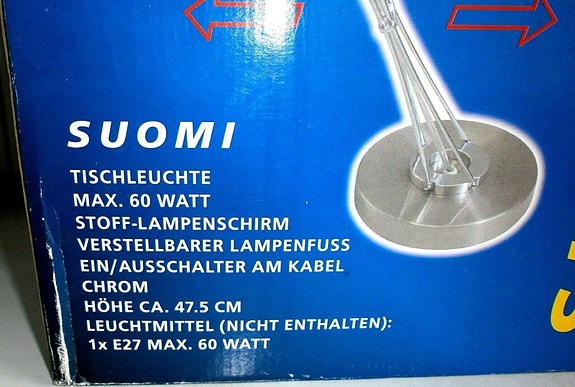 SUOMI
TISCHLEUCHTE
MAX. 60 WATT
STOFF-LAMPENSCHIRM
VERSTELLBARER LAMPENFUSS
EIN/AUSSCHALTER AM KABEL
CHROM
HÖHE CA. 47.5 CM
LEUCHTMITTEL (NICHT ENTHALTEN):
1x E27 MAX. 60 WATT